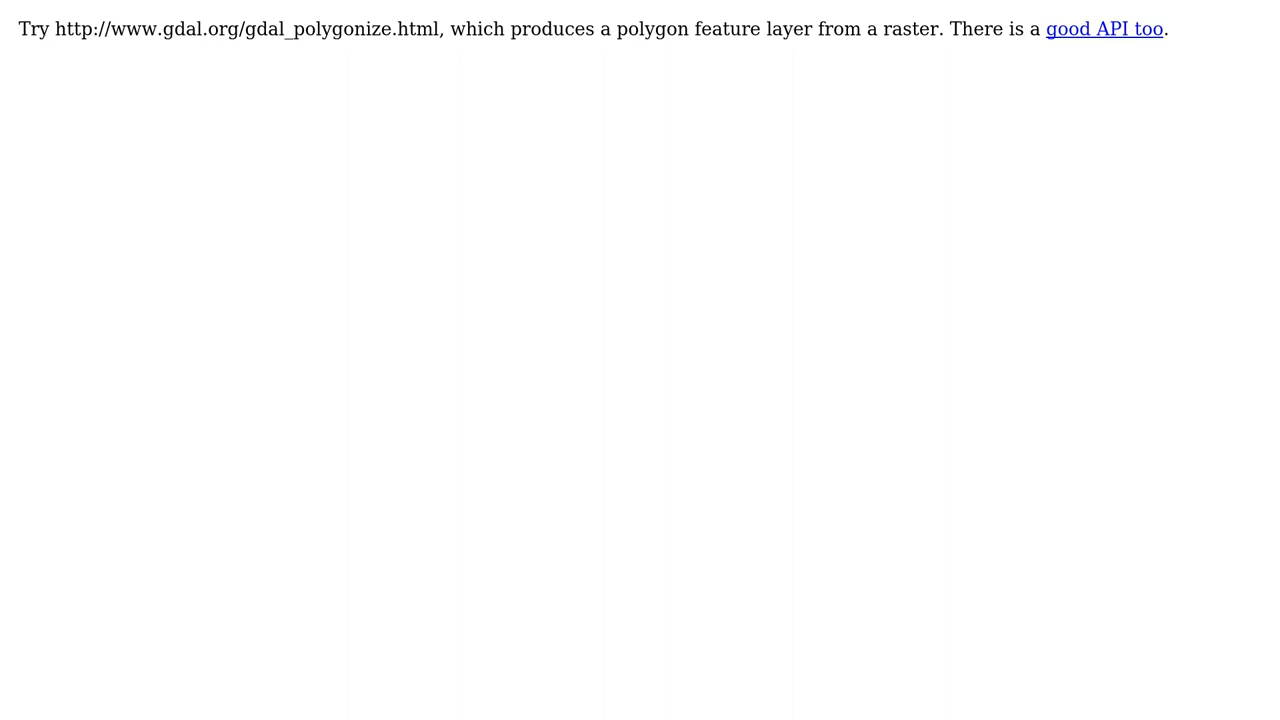 Try http://www.gdal.org/gdal_polygonize.html, which produces a polygon feature layer from a raster. There is a good API too.